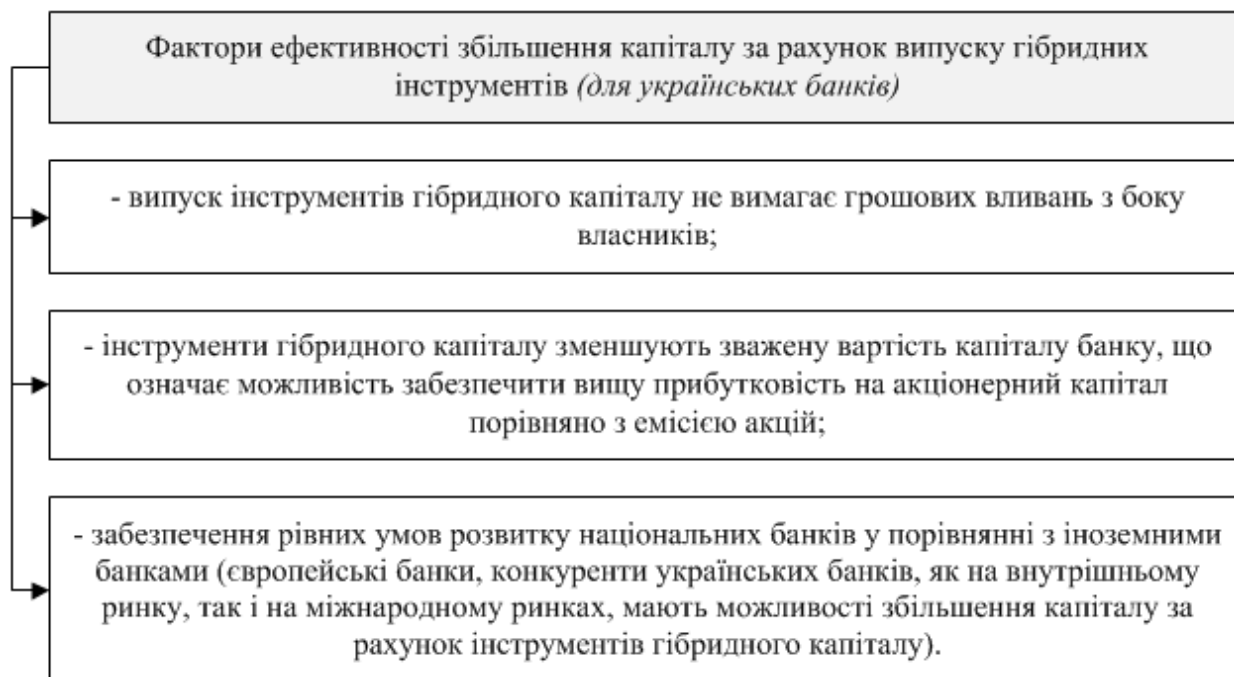 Фактори ефективності збільшення капіталу за рахунок випуску гібридних
інструментів (для українських банків)
- випуск інструментів гібридного капіталу не вимагає грошових вливань з боку
власників;
- інструменти гібридного капіталу зменшують зважену вартість капіталу банку, що
означає можливість забезпечити вищу прибутковість на акціонерний капітал
порівняно з емісією акцій;
- забезпечення рівних умов розвитку національних банків у порівнянні з іноземними
банками (європейські банки, конкуренти українських банків, як на внутрішньому
ринку, так і на міжнародному ринках, мають можливості збільшення капіталу за
рахунок інструментів гібридного капіталу).